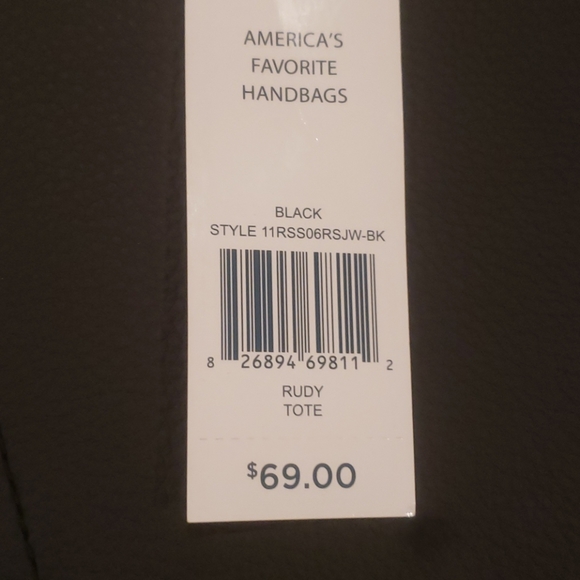 AMERICA'S
FAVORITE
HANDBAGS
BLACK
STYLE 11RSS06RSJW-BK
8 26894 69811 2
RUDY
TOTE
$69.00